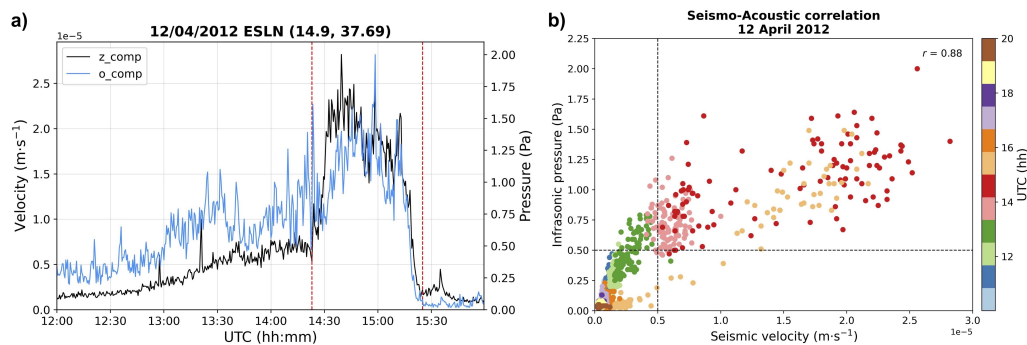 a)
12/04/2012 ESLN (14.9, 37.69)
1e−5
z_comp
o_comp
2.5
2.0
1.5
1.0
0.5
0.0
Velocity (m·s⁻¹)
2.00
1.75
1.50
1.25
1.00
0.75
0.50
0.25
0.00
Pressure (Pa)
12:00 12:30 13:00 13:30 14:00 14:30 15:00 15:30
UTC (hh:mm)
b)
Seismo-Acoustic correlation
12 April 2012
r = 0.88
2.25
2.00
1.75
1.50
1.25
1.00
0.75
0.50
0.25
0.00
Infrasonic pressure (Pa)
0.0 0.5 1.0 1.5 2.0 2.5 3.0
1e−5
Seismic velocity (m·s⁻¹)
20
18
16
14
12
UTC (hh)